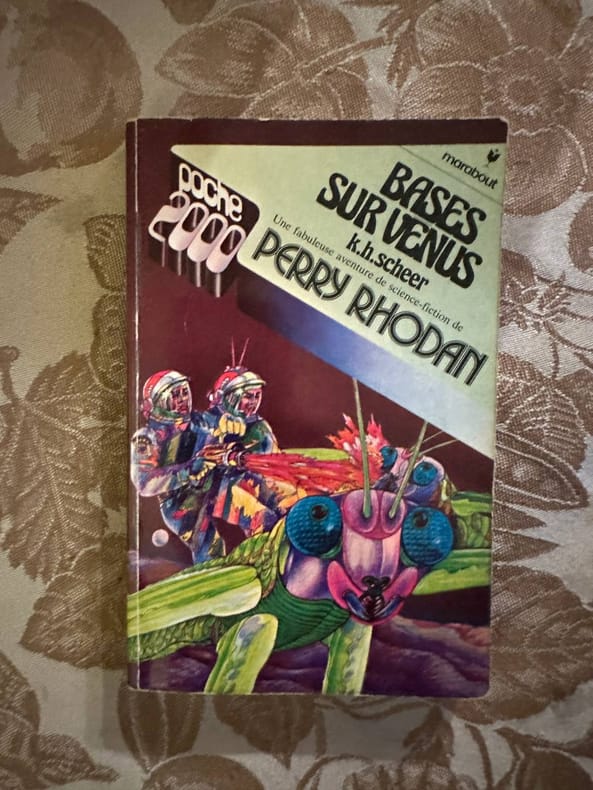 marabout
poche
2000
BASES
SUR VENUS
k.h.scheer
Une fabuleuse aventure de science-fiction de
PERRY RHODAN